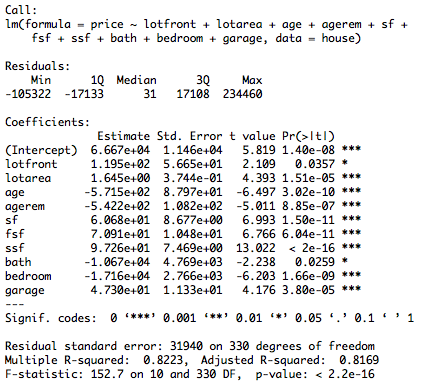 Call:
lm(formula = price ~ lotfront + lotarea + age + agerem + sf +
    fsf + ssf + bath + bedroom + garage, data = house)
Residuals:
    Min      1Q  Median      3Q     Max
-105322  -17133      31   17108  234460
Coefficients:
              Estimate Std. Error t value Pr(>|t|)
(Intercept)  6.667e+04  1.146e+04   5.819 1.40e-08 ***
lotfront     1.195e+02  5.665e+01   2.109   0.0357 *
lotarea      1.645e+00  3.744e-01   4.393 1.51e-05 ***
age         -5.715e+02  8.797e+01  -6.497 3.02e-10 ***
agerem      -5.422e+02  1.082e+02  -5.011 8.85e-07 ***
sf           6.068e+01  8.677e+00   6.993 1.50e-11 ***
fsf          7.091e+01  1.048e+01   6.766 6.04e-11 ***
ssf          9.726e+01  7.469e+00  13.022  < 2e-16 ***
bath        -1.067e+04  4.769e+03  -2.238   0.0259 *
bedroom     -1.716e+04  2.766e+03  -6.203 1.66e-09 ***
garage       4.730e+01  1.133e+01   4.176 3.80e-05 ***
---
Signif. codes:  0 ‘***’ 0.001 ‘**’ 0.01 ‘*’ 0.05 ‘.’ 0.1 ‘ ’ 1
Residual standard error: 31940 on 330 degrees of freedom
Multiple R-squared:  0.8223, Adjusted R-squared:  0.8169
F-statistic: 152.7 on 10 and 330 DF,  p-value: < 2.2e-16